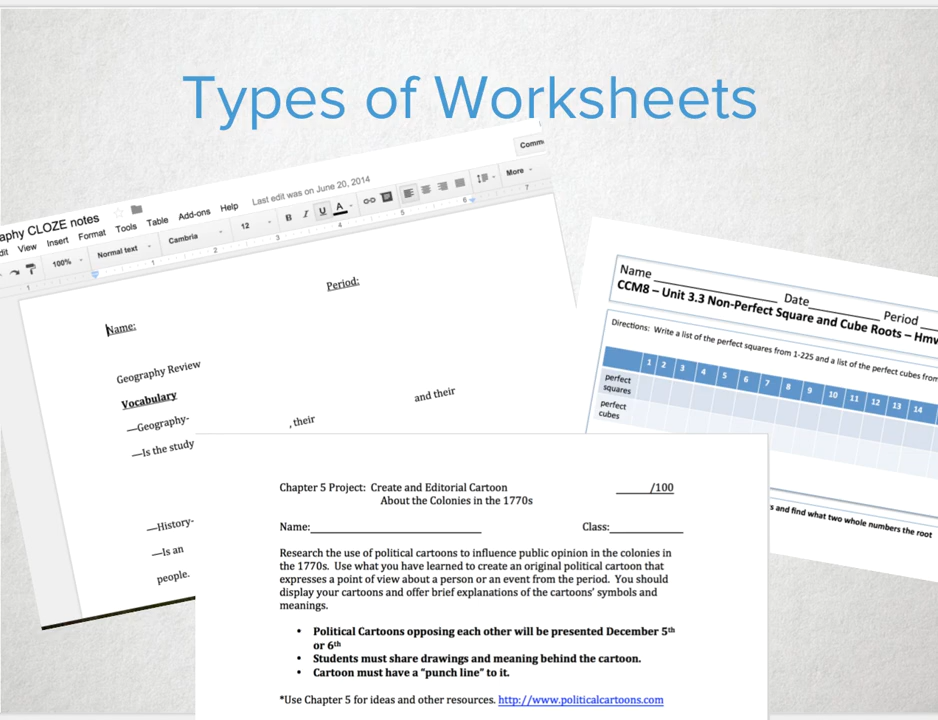 Types of Worksheets
Comm
aphy CLOZE notes
dit View Insert Format Tools Table Add-ons Help Last edit was on June 20, 2014
100% Normal text Cambria 12 B I U A More
1 1 2 3 4 5 6 7
Period:
Name:
Geography Review
Vocabulary
—Geography-
—Is the study , their and their
—History-
—Is an
people.
Name Date Period
CCM8 – Unit 3.3 Non-Perfect Square and Cube Roots – Hmw
Directions: Write a list of the perfect squares from 1-225 and a list of the perfect cubes from
1 2 3 4 5 6 7 8 9 10 11 12 13 14
perfect
squares
perfect
cubes
s and find what two whole numbers the root
Chapter 5 Project: Create and Editorial Cartoon /100
About the Colonies in the 1770s
Name:________________ Class:________
Research the use of political cartoons to influence public opinion in the colonies in
the 1770s. Use what you have learned to create an original political cartoon that
expresses a point of view about a person or an event from the period. You should
display your cartoons and offer brief explanations of the cartoons' symbols and
meanings.
• Political Cartoons opposing each other will be presented December 5th
or 6th
• Students must share drawings and meaning behind the cartoon.
• Cartoon must have a "punch line" to it.
*Use Chapter 5 for ideas and other resources. http://www.politicalcartoons.com